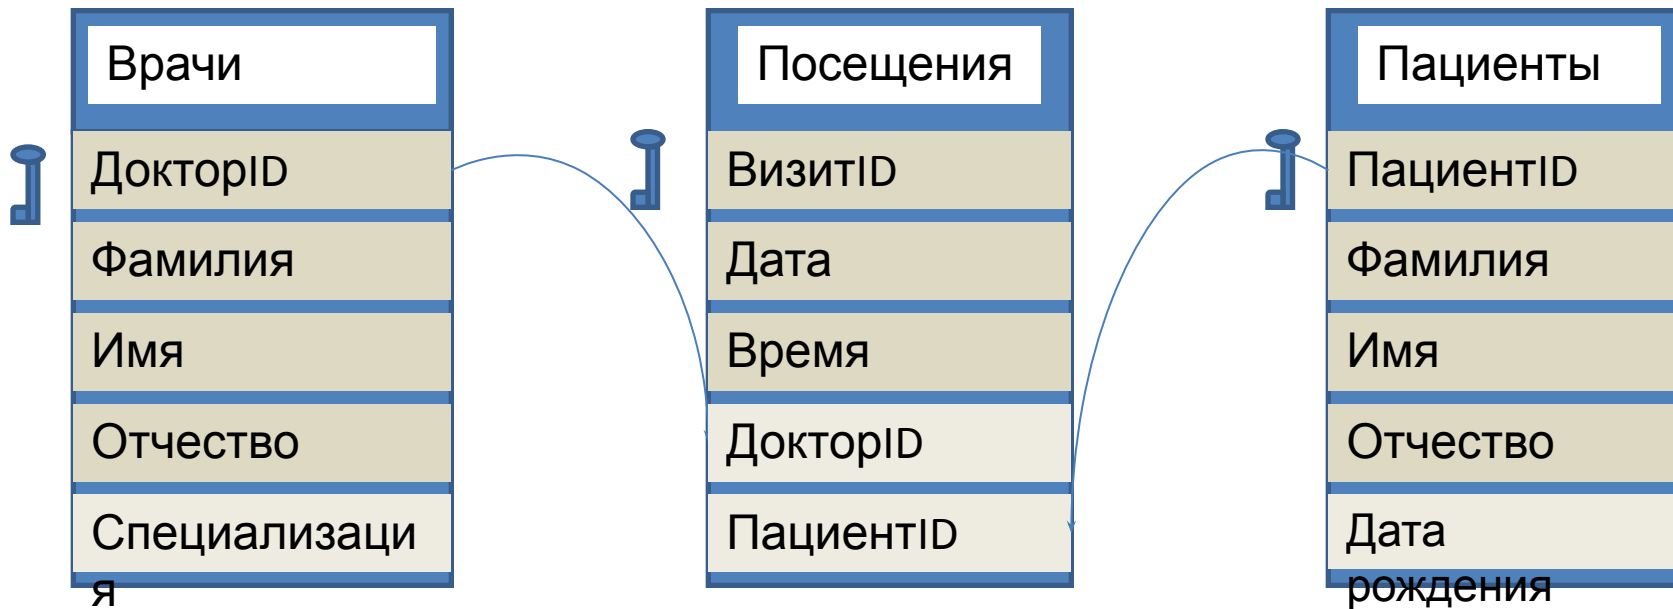 Врачи
ДокторID
Фамилия
Имя
Отчество
Специализаци
я
Посещения
ВизитID
Дата
Время
ДокторID
ПациентID
Пациенты
ПациентID
Фамилия
Имя
Отчество
Дата
рождения